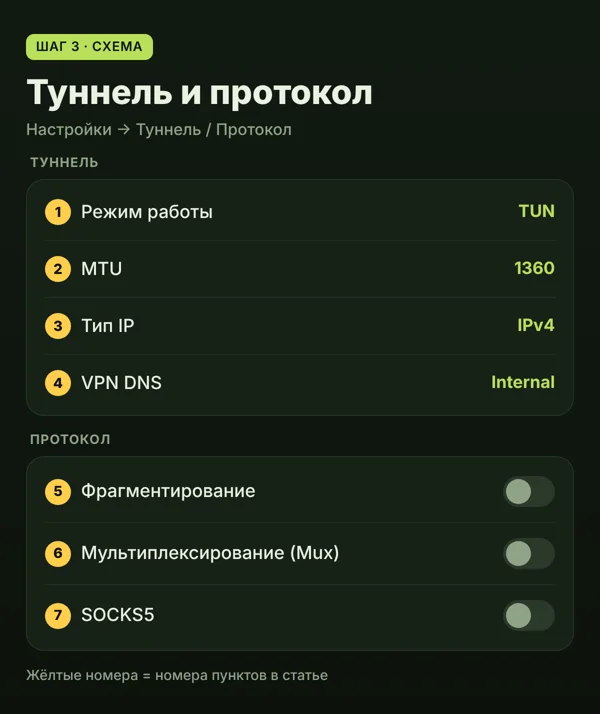 ШАГ 3 · СХЕМА
Туннель и протокол
Настройки → Туннель / Протокол
ТУННЕЛЬ
1 Режим работы TUN
2 MTU 1360
3 Тип IP IPv4
4 VPN DNS Internal
ПРОТОКОЛ
5 Фрагментирование
6 Мультиплексирование (Mux)
7 SOCKS5
Жёлтые номера = номера пунктов в статье